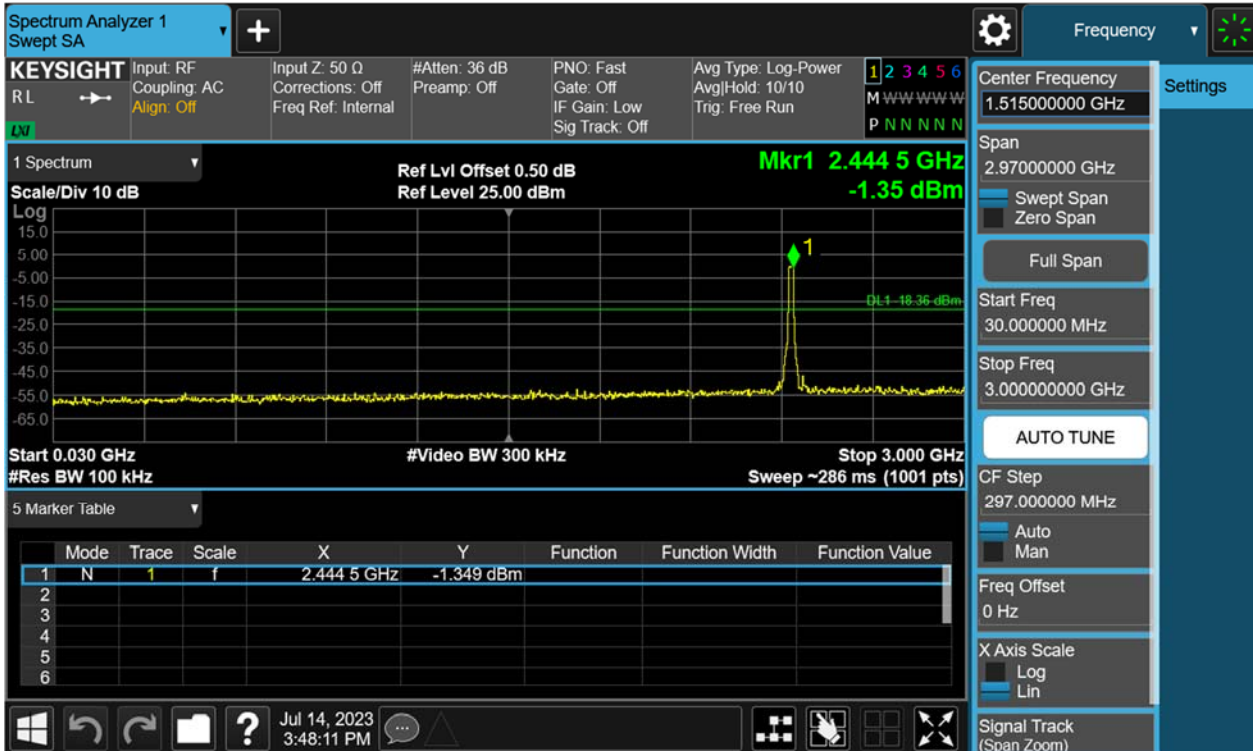 Spectrum Analyzer 1
Swept SA
+
Frequency
KEYSIGHT
RL
LXI
Input: RF
Coupling: AC
Align: Off
Input Z: 50 Ω
Corrections: Off
Freq Ref: Internal
#Atten: 36 dB
Preamp: Off
PNO: Fast
Gate: Off
IF Gain: Low
Sig Track: Off
Avg Type: Log-Power
Avg|Hold: 10/10
Trig: Free Run
1 2 3 4 5 6
M W W W W W
P N N N N N
1 Spectrum
Scale/Div 10 dB
Ref Lvl Offset 0.50 dB
Ref Level 25.00 dBm
Mkr1 2.444 5 GHz
-1.35 dBm
Log
15.0
5.00
-5.00
-15.0
-25.0
-35.0
-45.0
-55.0
-65.0
1
DL1 -18.36 dBm
Start 0.030 GHz
#Video BW 300 kHz
Stop 3.000 GHz
#Res BW 100 kHz
Sweep ~286 ms (1001 pts)
5 Marker Table
Mode Trace Scale X Y Function Function Width Function Value
1 N 1 f 2.444 5 GHz -1.349 dBm
2
3
4
5
6
?
Jul 14, 2023
3:48:11 PM
Center Frequency
1.515000000 GHz
Settings
Span
2.97000000 GHz
Swept Span
Zero Span
Full Span
Start Freq
30.000000 MHz
Stop Freq
3.000000000 GHz
AUTO TUNE
CF Step
297.000000 MHz
Auto
Man
Freq Offset
0 Hz
X Axis Scale
Log
Lin
Signal Track
(Span Zoom)